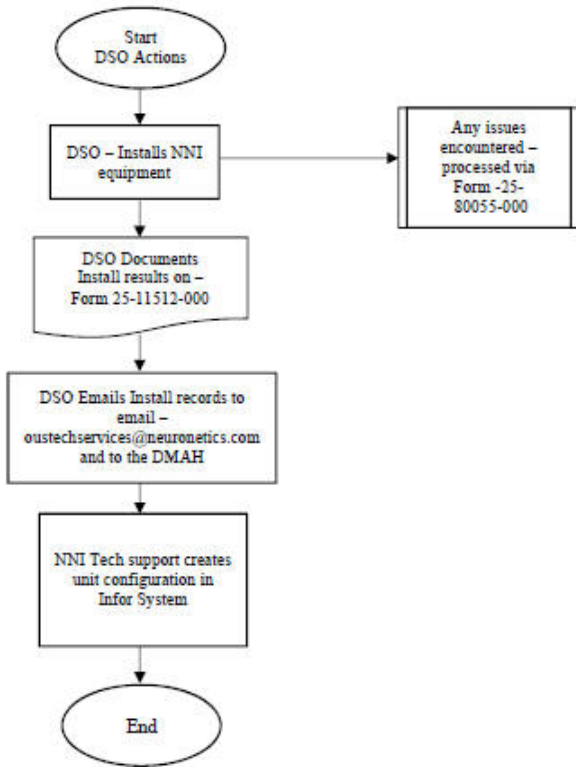 Start
DSO Actions
DSO – Installs NNI
equipment
Any issues
encountered –
processed via
Form -25-
80055-000
DSO Documents
Install results on –
Form 25-11512-000
DSO Emails Install records to
email –
oustechservices@neuronetics.com
and to the DMAH
NNI Tech support creates
unit configuration in
Infor System
End